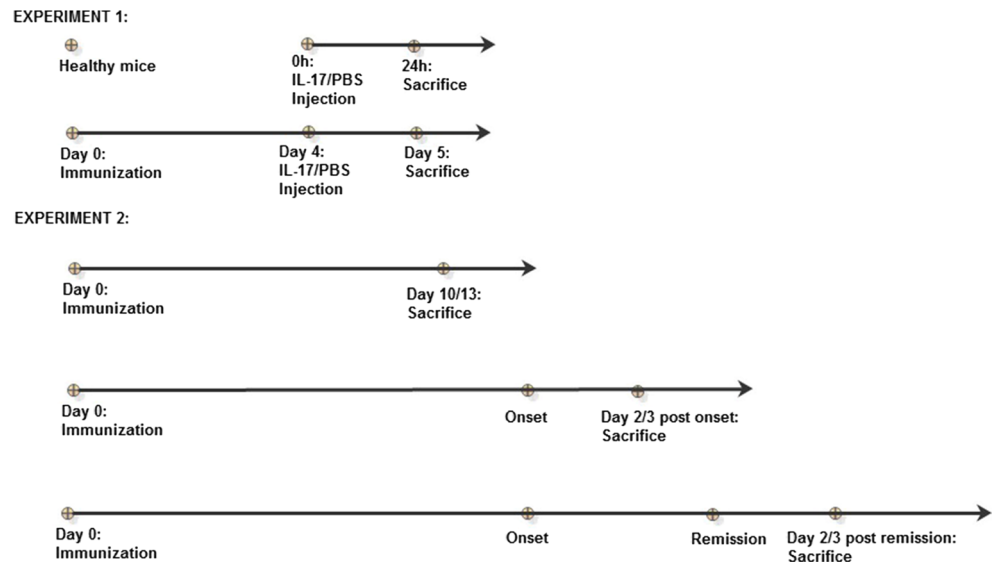 EXPERIMENT 1:
Healthy mice
0h:
IL-17/PBS
Injection
24h:
Sacrifice
Day 0:
Immunization
Day 4:
IL-17/PBS
Injection
Day 5:
Sacrifice
EXPERIMENT 2:
Day 0:
Immunization
Day 10/13:
Sacrifice
Day 0:
Immunization
Onset
Day 2/3 post onset:
Sacrifice
Day 0:
Immunization
Onset
Remission
Day 2/3 post remission:
Sacrifice